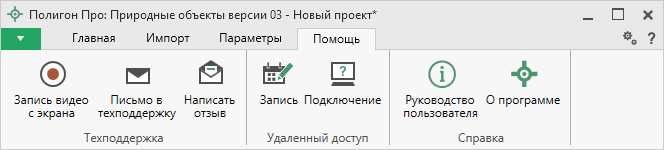 Полигон Про: Природные объекты версии 03 - Новый проект*
Главная Импорт Параметры Помощь ?
Запись видео с экрана
Письмо в техподдержку
Написать отзыв
Запись
Подключение
Руководство пользователя
О программе
Техподдержка Удаленный доступ Справка